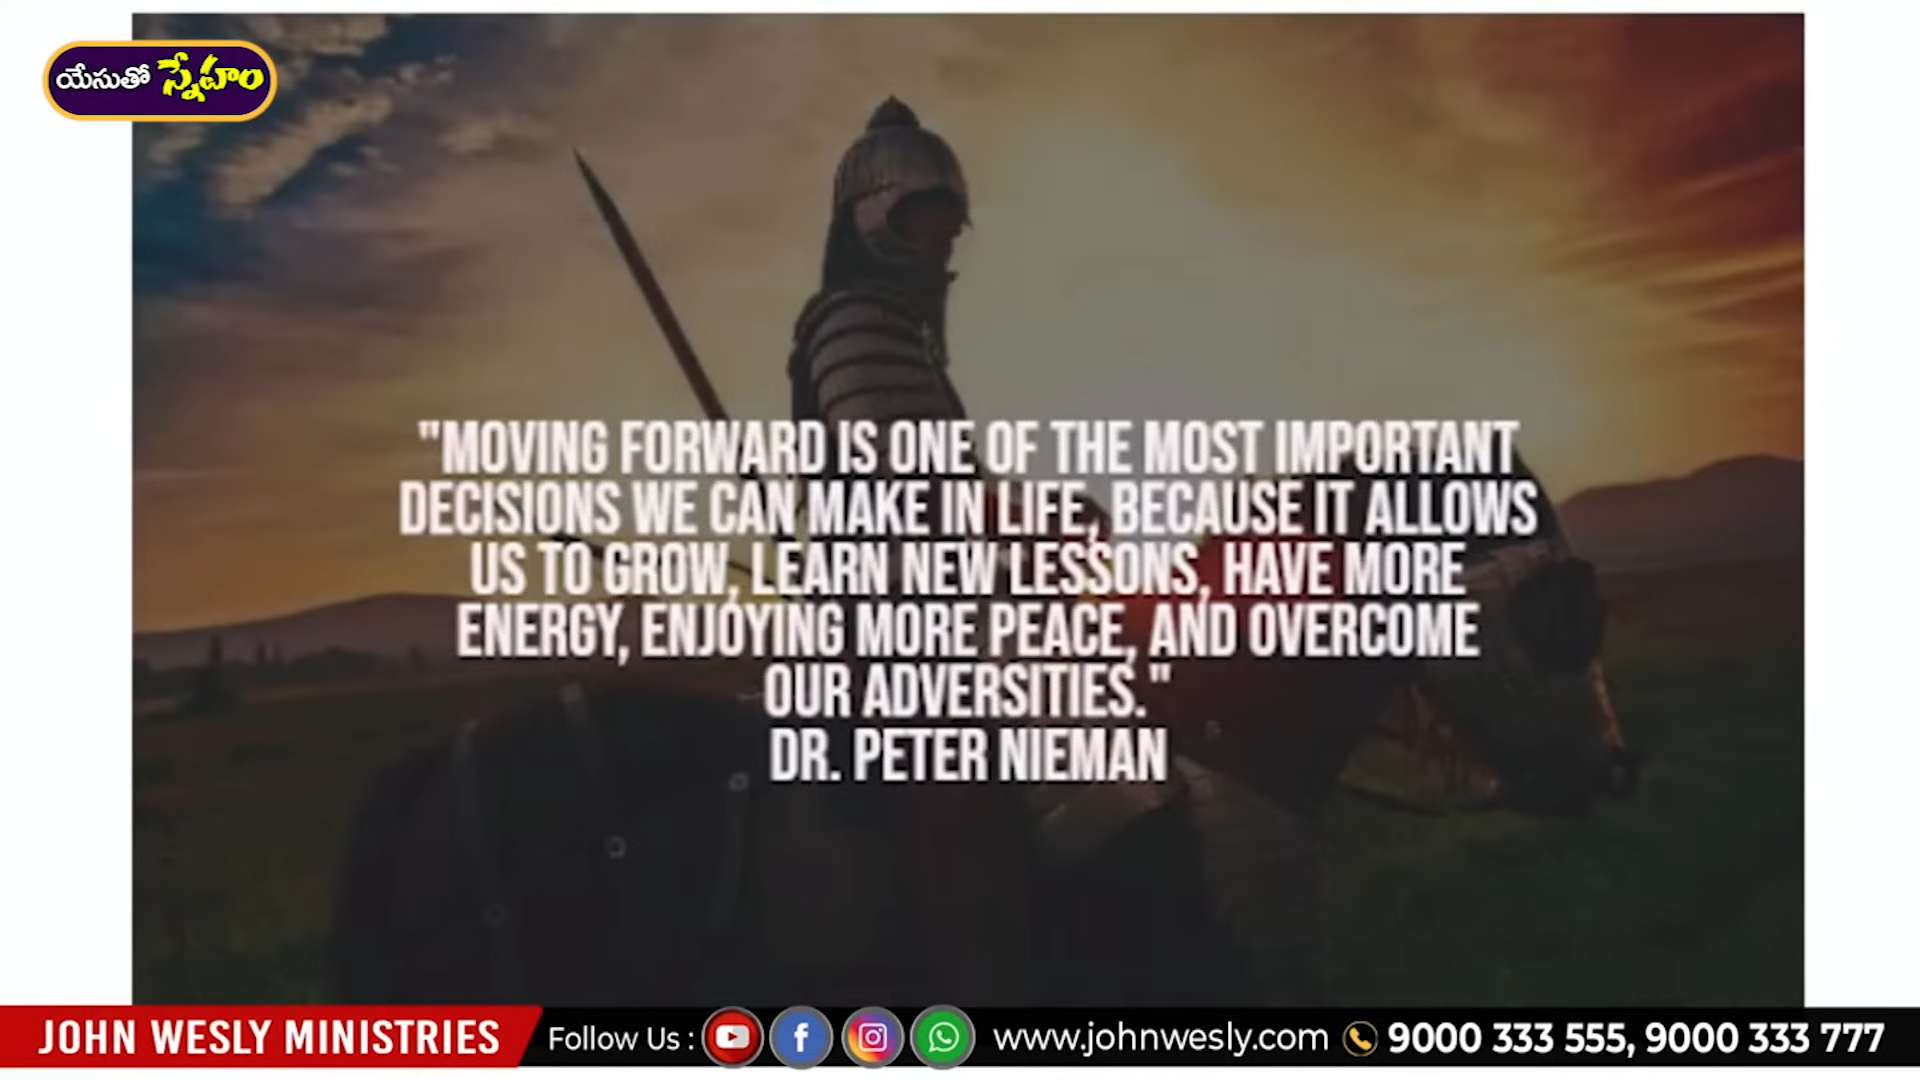 యేసుతో స్నేహం
"MOVING FORWARD IS ONE OF THE MOST IMPORTANT
DECISIONS WE CAN MAKE IN LIFE, BECAUSE IT ALLOWS
US TO GROW, LEARN NEW LESSONS, HAVE MORE
ENERGY, ENJOYING MORE PEACE, AND OVERCOME
OUR ADVERSITIES."
DR. PETER NIEMAN
JOHN WESLY MINISTRIES Follow Us : www.johnwesly.com 9000 333 555, 9000 333 777